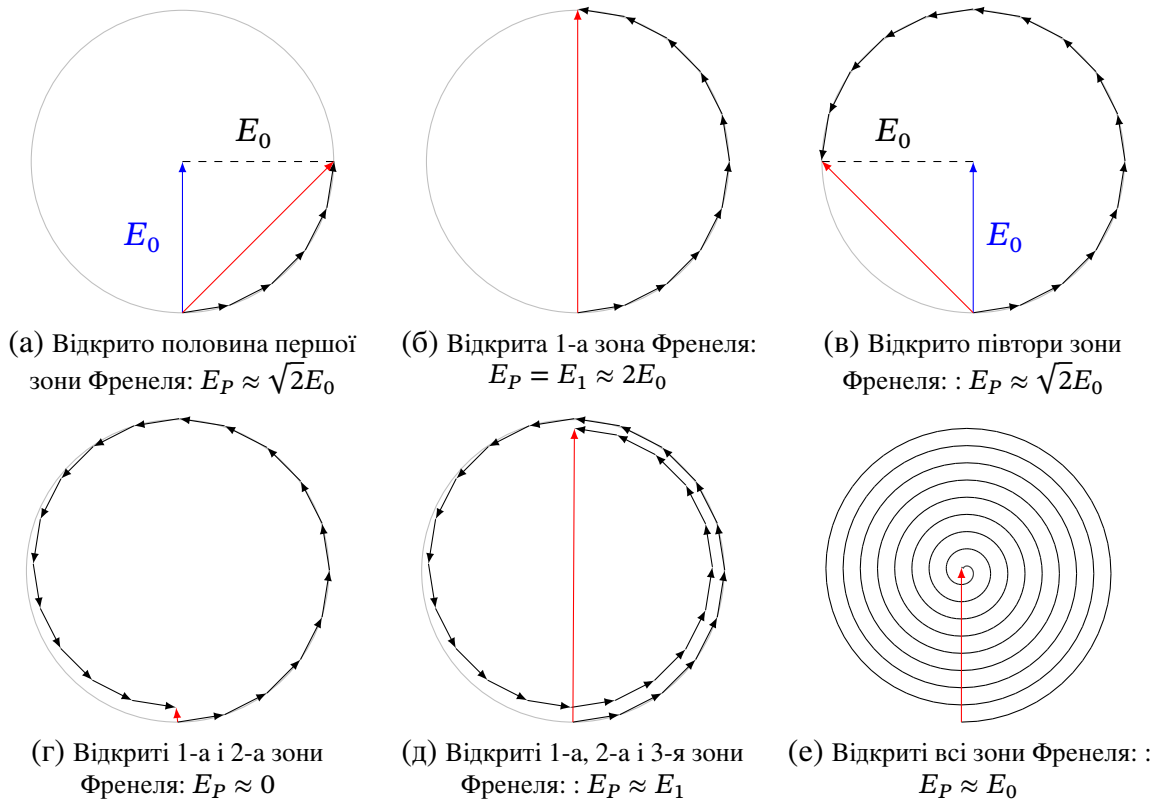 E₀
E₀
E₀
E₀
(а) Відкрито половина першої
зони Френеля: E_P ≈ √2E₀
(б) Відкрита 1-а зона Френеля:
E_P = E₁ ≈ 2E₀
(в) Відкрито півтори зони
Френеля: : E_P ≈ √2E₀
(г) Відкриті 1-а і 2-а зони
Френеля: E_P ≈ 0
(д) Відкриті 1-а, 2-а і 3-я зони
Френеля: : E_P ≈ E₁
(е) Відкриті всі зони Френеля: :
E_P ≈ E₀